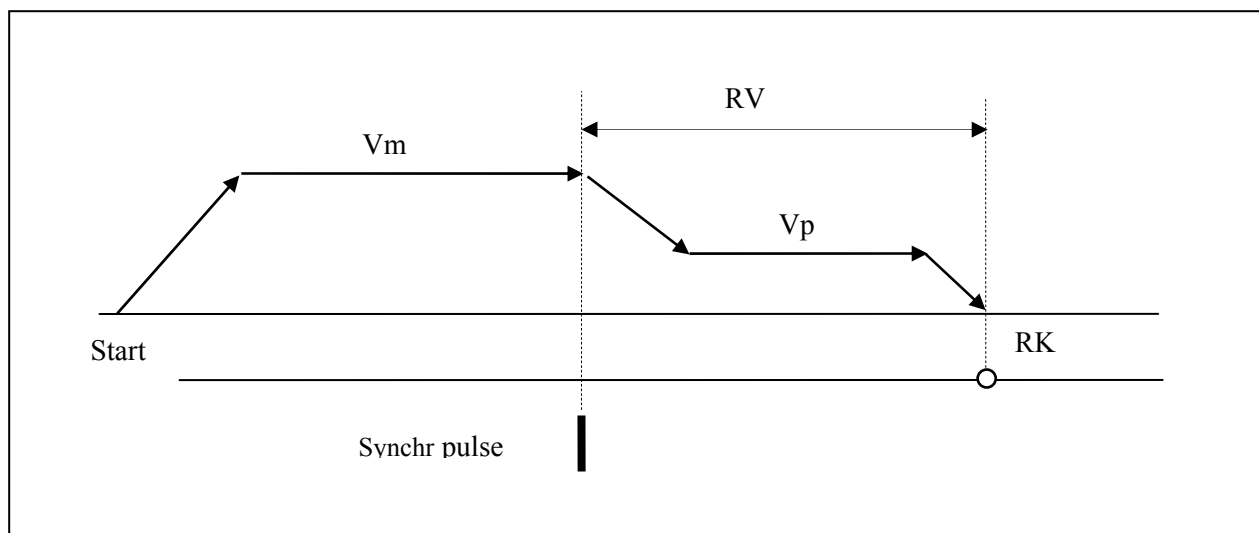 RV
Vm
Vp
Start
RK
Synchr pulse